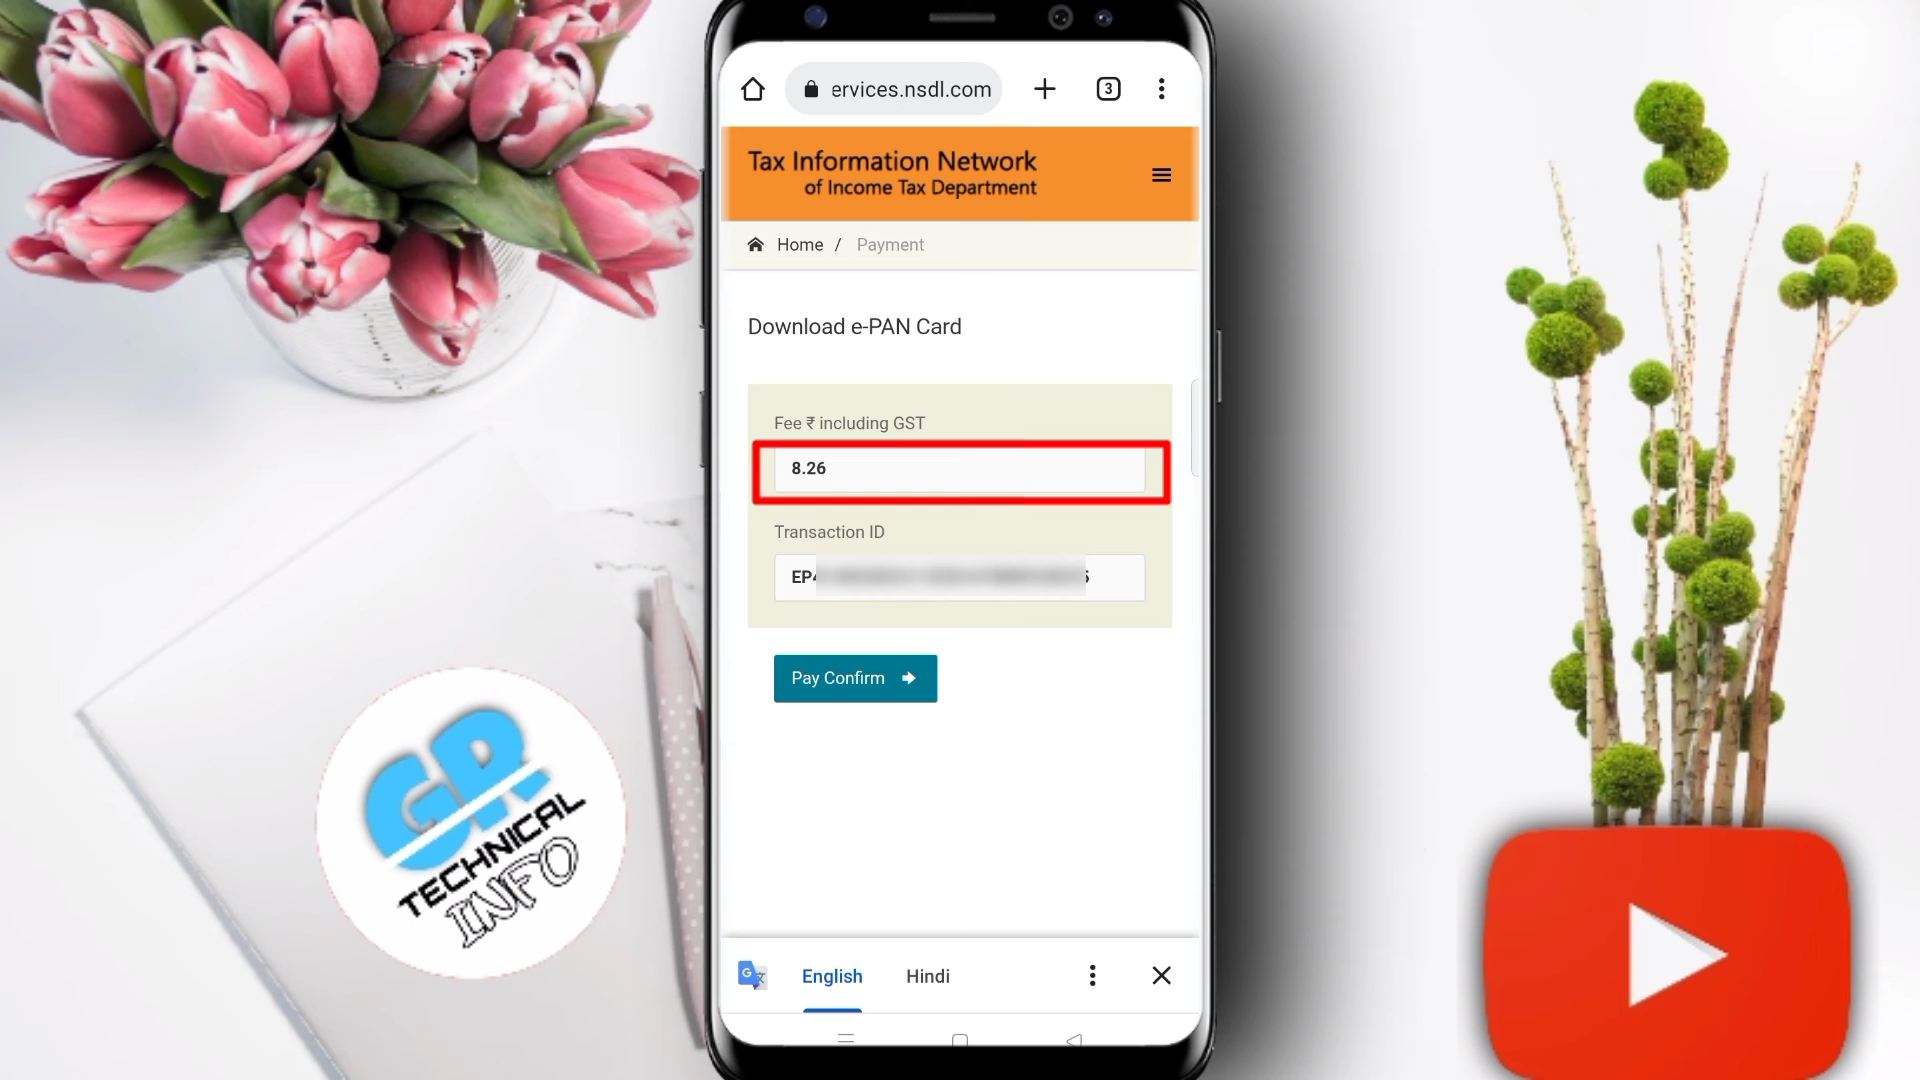 ervices.nsdl.com
3
Tax Information Network
of Income Tax Department
Home / Payment
Download e-PAN Card
Fee ₹ including GST
8.26
Transaction ID
Pay Confirm
English Hindi
GR
TECHNICAL
INFO